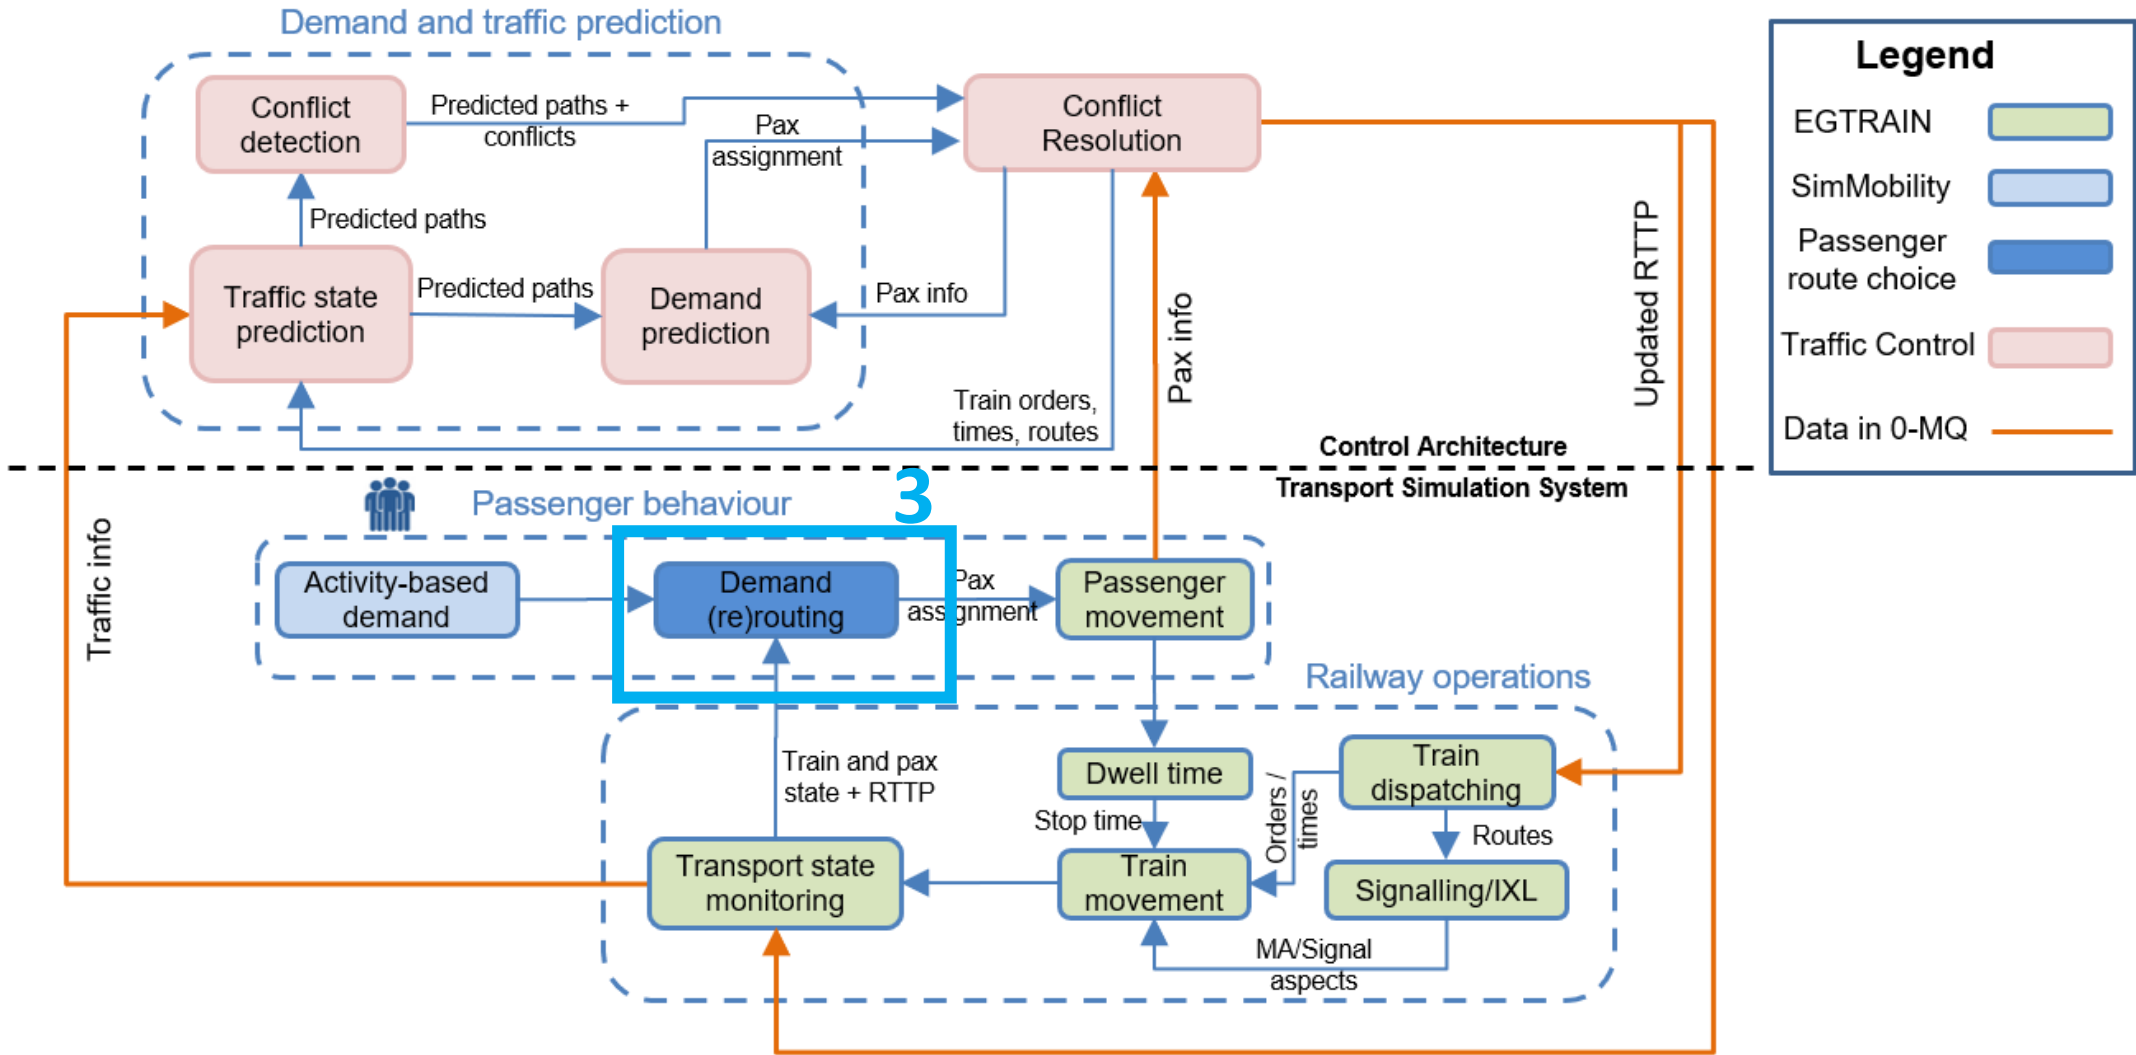 Demand and traffic prediction
Conflict
detection
Predicted paths +
conflicts
Pax
assignment
Conflict
Resolution
Predicted paths
Traffic state
prediction
Predicted paths
Demand
prediction
Pax info
Train orders,
times, routes
Pax info
Updated RTTP
Legend
EGTRAIN
SimMobility
Passenger
route choice
Traffic Control
Data in 0-MQ
Control Architecture
Transport Simulation System
Traffic info
Passenger behaviour
3
Activity-based
demand
Demand
(re)routing
Pax
assignment
Passenger
movement
Railway operations
Train and pax
state + RTTP
Dwell time
Stop time
Orders /
times
Train
dispatching
Routes
Transport state
monitoring
Train
movement
Signalling/IXL
MA/Signal
aspects